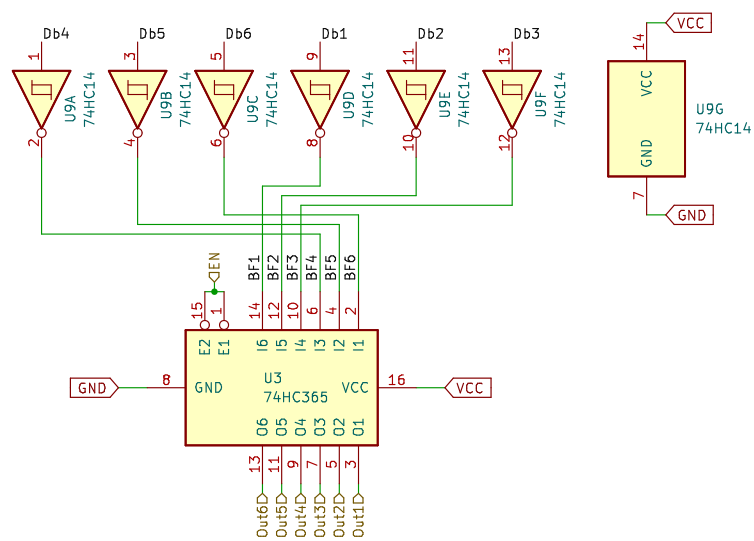 Db4 Db5 Db6 Db1 Db2 Db3
1 3 5 9 11 13
U9A 74HC14
U9B 74HC14
U9C 74HC14
U9D 74HC14
U9E 74HC14
U9F 74HC14
2 4 6 8 10 12
VCC
14
VCC
U9G
74HC14
GND
7
GND
EN
BF1 BF2 BF3 BF4 BF5 BF6
15 1 14 12 10 6 4 2
E2 E1 I6 I5 I4 I3 I2 I1
GND 8 GND
U3
74HC365
VCC 16 VCC
O6 O5 O4 O3 O2 O1
13 11 9 7 5 3
Out6 Out5 Out4 Out3 Out2 Out1